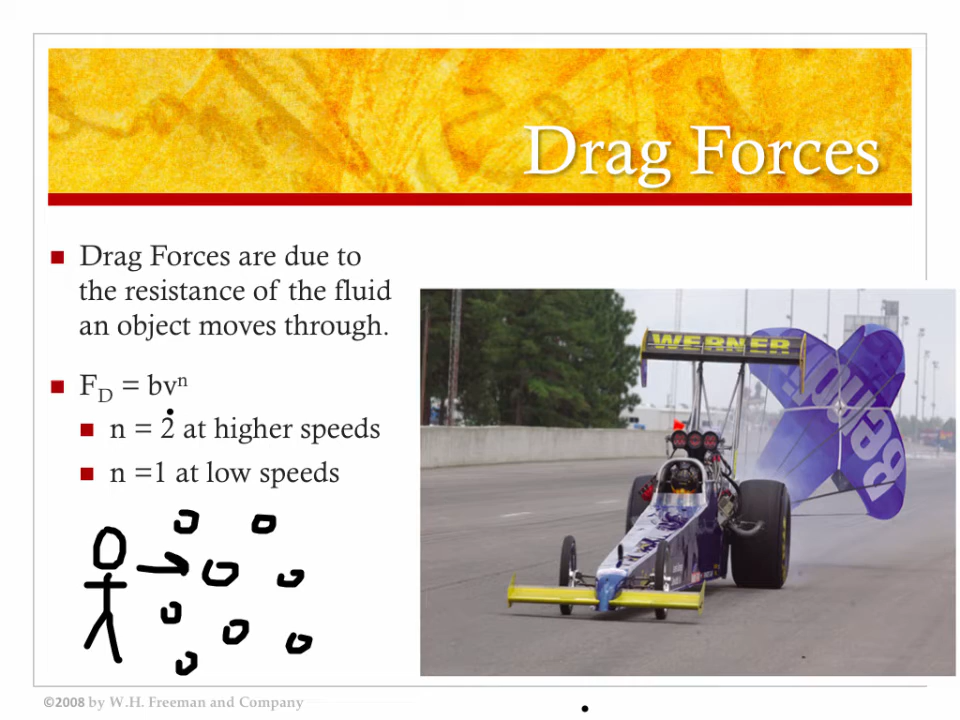 Drag Forces
Drag Forces are due to
the resistance of the fluid
an object moves through.
F_D = bvⁿ
n = 2 at higher speeds
n =1 at low speeds
WERNER
©2008 by W.H. Freeman and Company